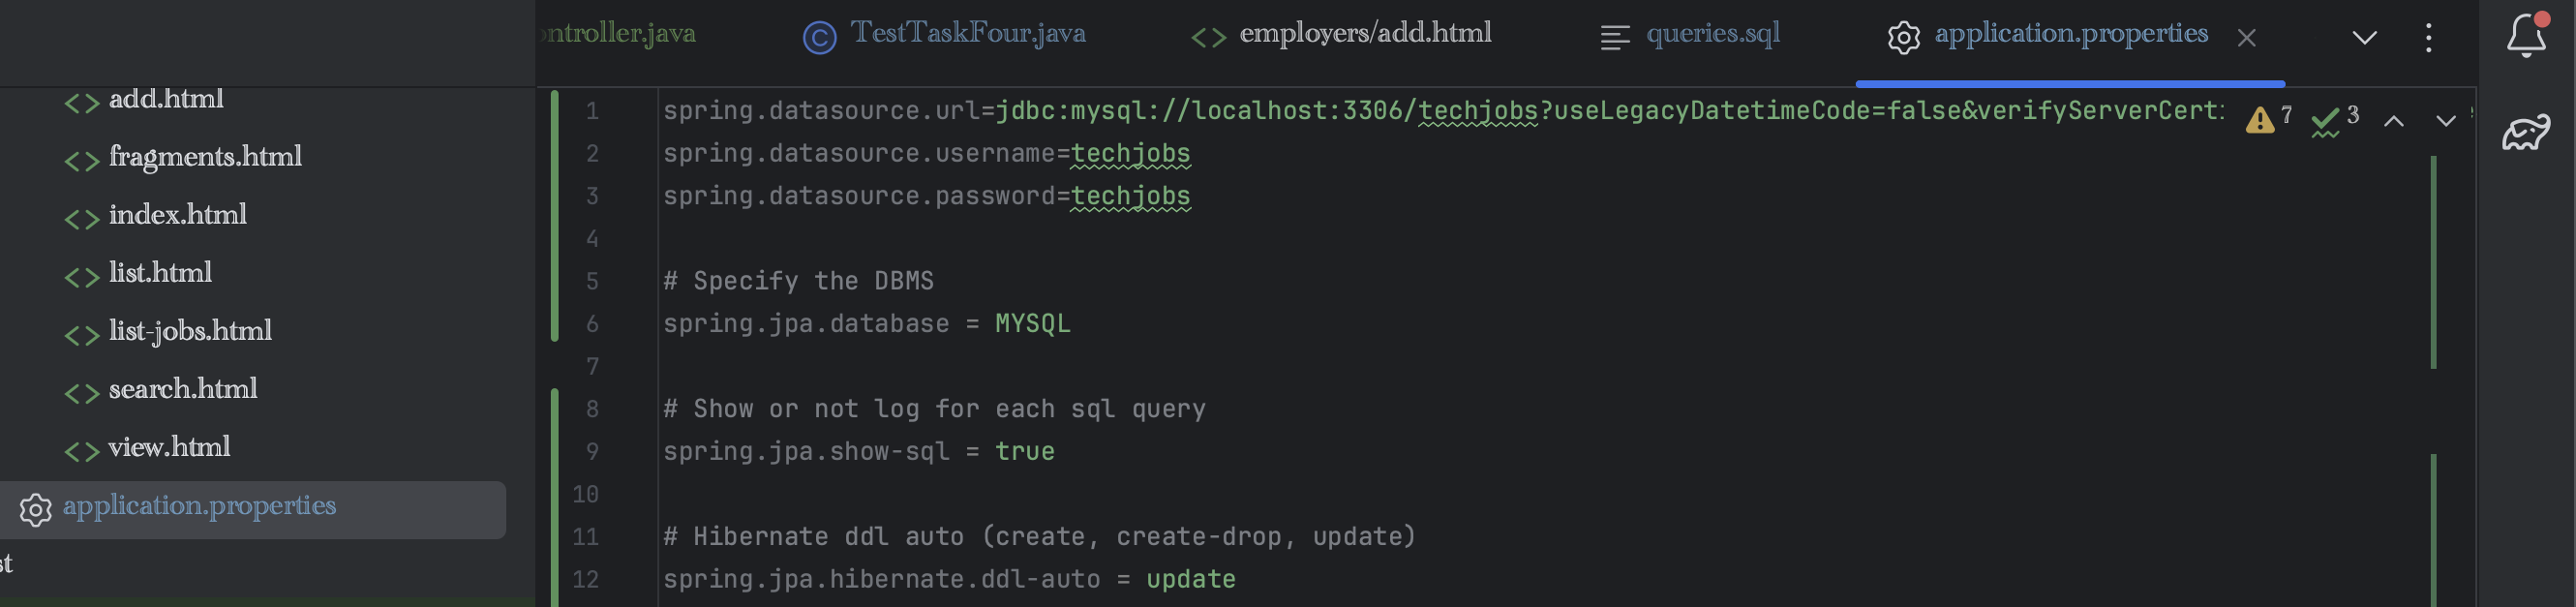 ontroller.java TestTaskFour.java employers/add.html queries.sql application.properties
add.html
fragments.html
index.html
list.html
list-jobs.html
search.html
view.html
application.properties
st
1 spring.datasource.url=jdbc:mysql://localhost:3306/techjobs?useLegacyDatetimeCode=false&verifyServerCert
7 3
2 spring.datasource.username=techjobs
3 spring.datasource.password=techjobs
4
5 # Specify the DBMS
6 spring.jpa.database = MYSQL
7
8 # Show or not log for each sql query
9 spring.jpa.show-sql = true
10
11 # Hibernate ddl auto (create, create-drop, update)
12 spring.jpa.hibernate.ddl-auto = update